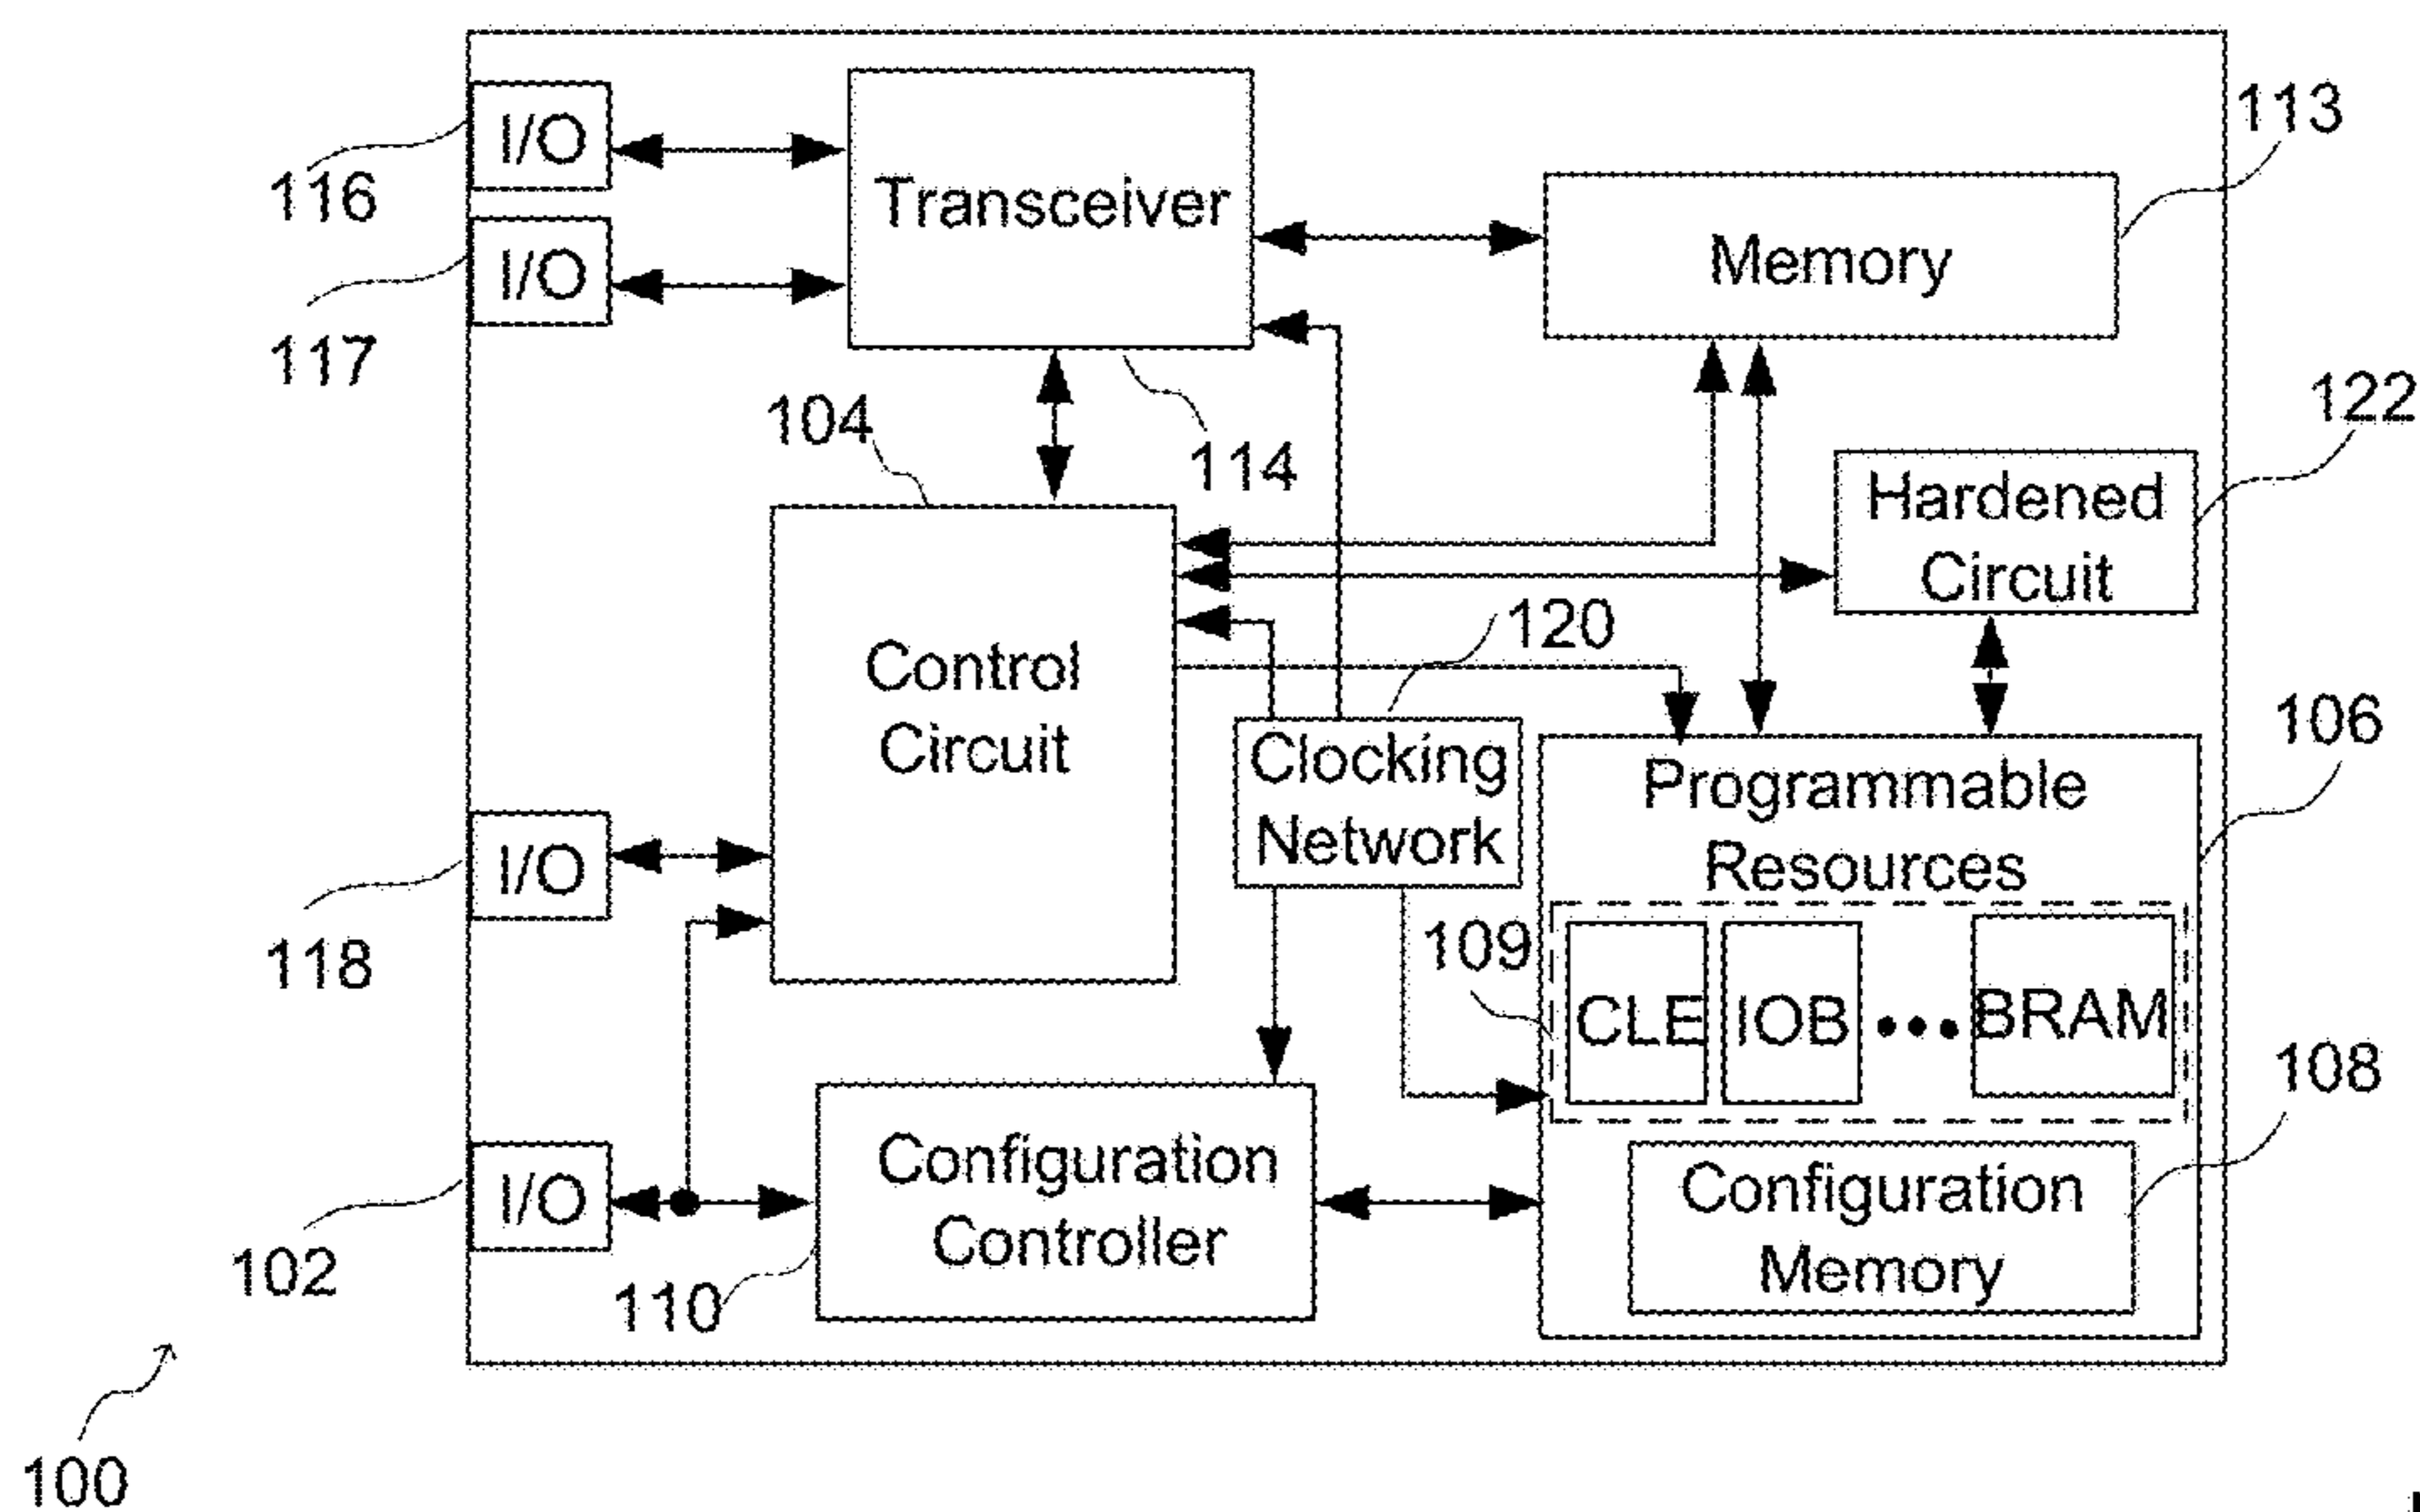 I/O
116
I/O
117
Transceiver
114
113
Memory
104
Control
Circuit
122
Hardened
Circuit
120
Clocking
Network
106
Programmable
Resources
109
CLE
IOB
BRAM
108
Configuration
Memory
I/O
118
I/O
102
110
Configuration
Controller
100